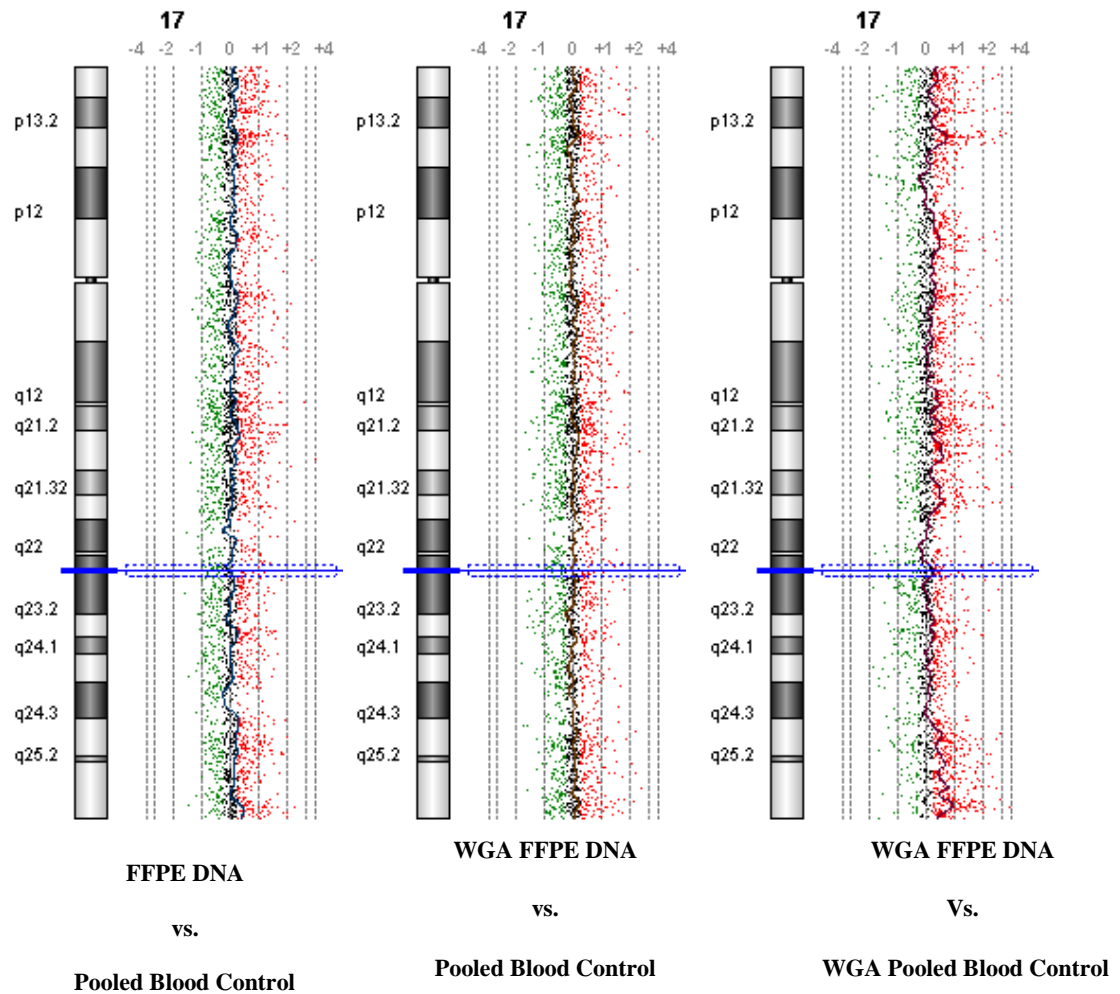 17
-4 -2 -1 0 +1 +2 +4
p13.2
p12
q12
q21.2
q21.32
q22
q23.2
q24.1
q24.3
q25.2
FFPE DNA
vs.
Pooled Blood Control
17
-4 -2 -1 0 +1 +2 +4
p13.2
p12
q12
q21.2
q21.32
q22
q23.2
q24.1
q24.3
q25.2
WGA FFPE DNA
vs.
Pooled Blood Control
17
-4 -2 -1 0 +1 +2 +4
p13.2
p12
q12
q21.2
q21.32
q22
q23.2
q24.1
q24.3
q25.2
WGA FFPE DNA
Vs.
WGA Pooled Blood Control